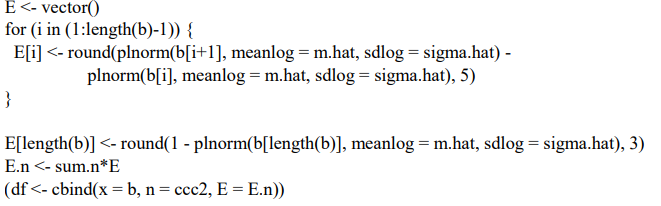 E <- vector()
for (i in (1:length(b)-1)) {
E[i] <- round(plnorm(b[i+1], meanlog = m.hat, sdlog = sigma.hat) -
plnorm(b[i], meanlog = m.hat, sdlog = sigma.hat), 5)
}
E[length(b)] <- round(1 - plnorm(b[length(b)], meanlog = m.hat, sdlog = sigma.hat), 3)
E.n <- sum.n*E
(df <- cbind(x = b, n = ccc2, E = E.n))